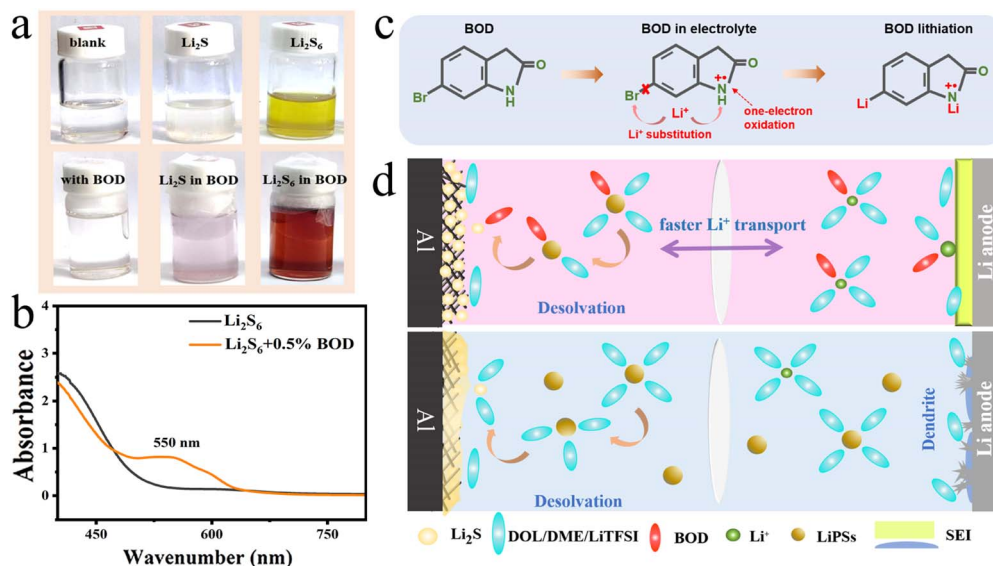 a
blank
Li₂S
Li₂S₆
with BOD
Li₂S in BOD
Li₂S₆ in BOD
b
Absorbance
4
3
2
1
0
Li₂S₆
Li₂S₆+0.5% BOD
550 nm
450
600
750
Wavenumber (nm)
c
BOD
Br
O
N
H
BOD in electrolyte
Br
O
NH
+•
Li⁺
Li⁺ substitution
one-electron
oxidation
BOD lithiation
Li
O
+•
N
Li
d
Al
faster Li⁺ transport
Desolvation
Li anode
Al
Desolvation
Dendrite
Li anode
Li₂S
DOL/DME/LiTFSI
BOD
Li⁺
LiPSs
SEI